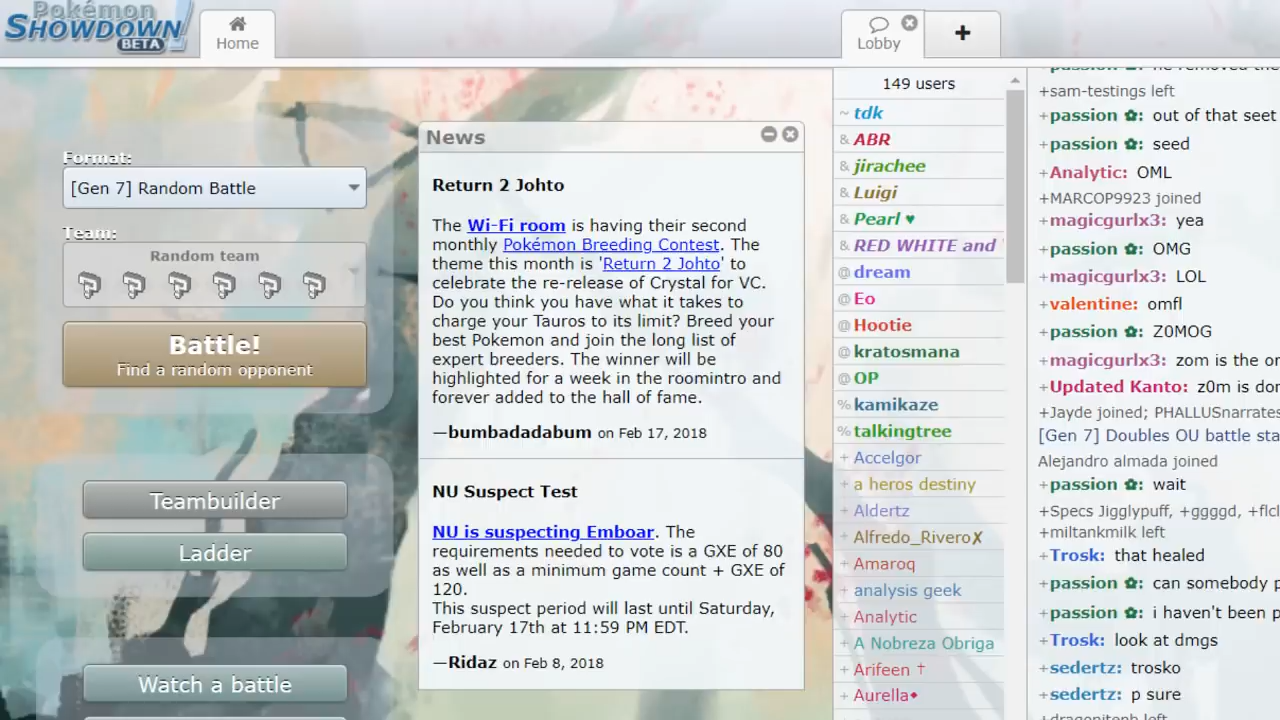 Pokémon
SHOWDOWN!
BETA
Home
Lobby
Format:
[Gen 7] Random Battle
Team:
Random team
Battle!
Find a random opponent
Teambuilder
Ladder
Watch a battle
News
Return 2 Johto
The Wi-Fi room is having their second
monthly Pokémon Breeding Contest. The
theme this month is 'Return 2 Johto' to
celebrate the re-release of Crystal for VC.
Do you think you have what it takes to
charge your Tauros to its limit? Breed your
best Pokemon and join the long list of
expert breeders. The winner will be
highlighted for a week in the roomintro and
forever added to the hall of fame.
—bumbadadabum on Feb 17, 2018
NU Suspect Test
NU is suspecting Emboar. The
requirements needed to vote is a GXE of 80
as well as a minimum game count + GXE of
120.
This suspect period will last until Saturday,
February 17th at 11:59 PM EDT.
—Ridaz on Feb 8, 2018
149 users
~ tdk
& ABR
& jirachee
& Luigi
& Pearl ♥
& RED WHITE and
@ dream
@ Eo
@ Hootie
@ kratosmana
@ OP
% kamikaze
% talkingtree
+ Accelgor
+ a heros destiny
+ Aldertz
+ Alfredo_Rivero✗
+ Amaroq
+ analysis geek
+ Analytic
+ A Nobreza Obriga
+ Arifeen †
+ Aurella♦
+sam-testings left
+passion ✿: out of that seet
+passion ✿: seed
+Analytic: OML
+MARCOP9923 joined
+magicgurlx3: yea
+passion ✿: OMG
+magicgurlx3: LOL
+valentine: omfl
+passion ✿: Z0MOG
+magicgurlx3: zom is the or
+Updated Kanto: z0m is dor
+Jayde joined; PHALLUSnarrates
[Gen 7] Doubles OU battle sta
Alejandro almada joined
+passion ✿: wait
+Specs Jigglypuff, +ggggd, +flcl
+miltankmilk left
+Trosk: that healed
+passion ✿: can somebody p
+passion ✿: i haven't been p
+Trosk: look at dmgs
+sedertz: trosko
+sedertz: p sure